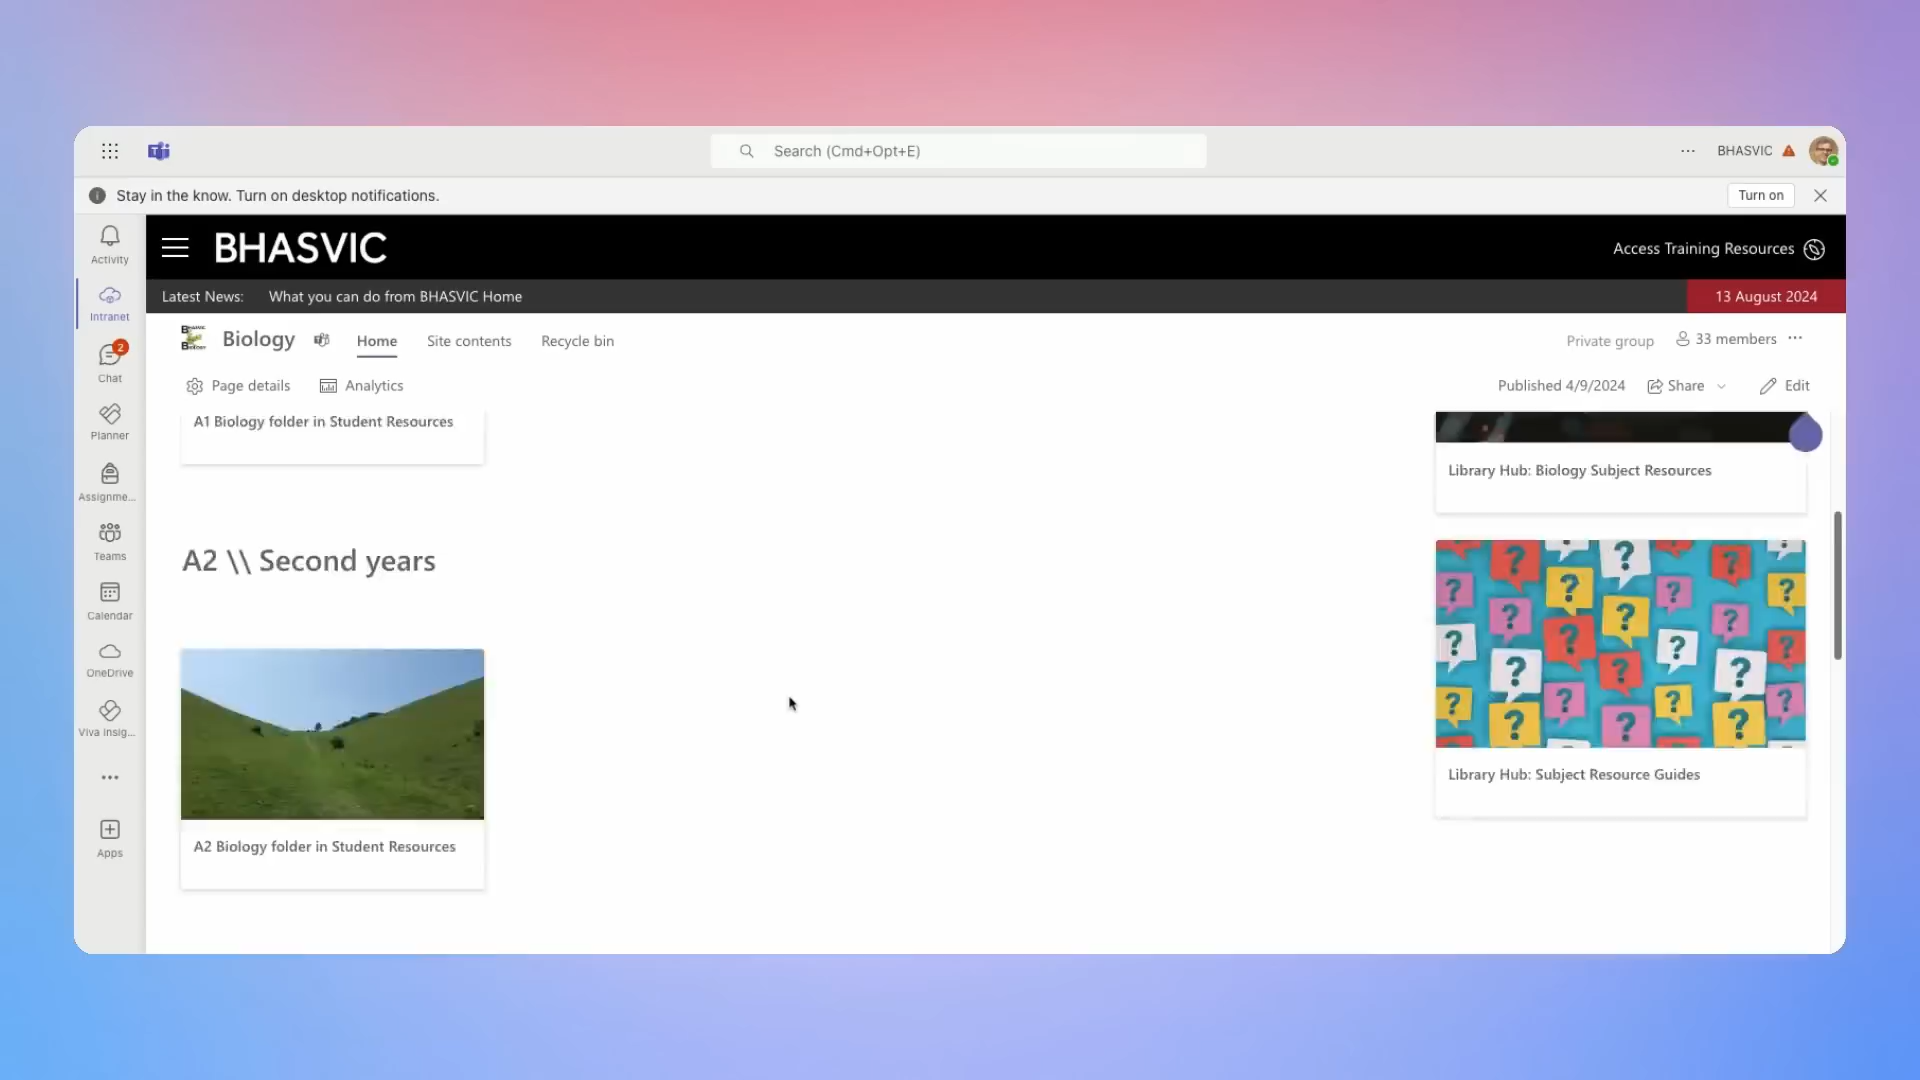 Search (Cmd+Opt+E)
BHASVIC
Stay in the know. Turn on desktop notifications.
Turn on
Activity
Intranet
2
Chat
Planner
Assignme...
Teams
Calendar
OneDrive
Viva Insig...
Apps
BHASVIC
Access Training Resources
Latest News: What you can do from BHASVIC Home
13 August 2024
Biology
Home Site contents Recycle bin
Private group 33 members
Page details Analytics
Published 4/9/2024 Share Edit
A1 Biology folder in Student Resources
A2 \\ Second years
A2 Biology folder in Student Resources
Library Hub: Biology Subject Resources
Library Hub: Subject Resource Guides